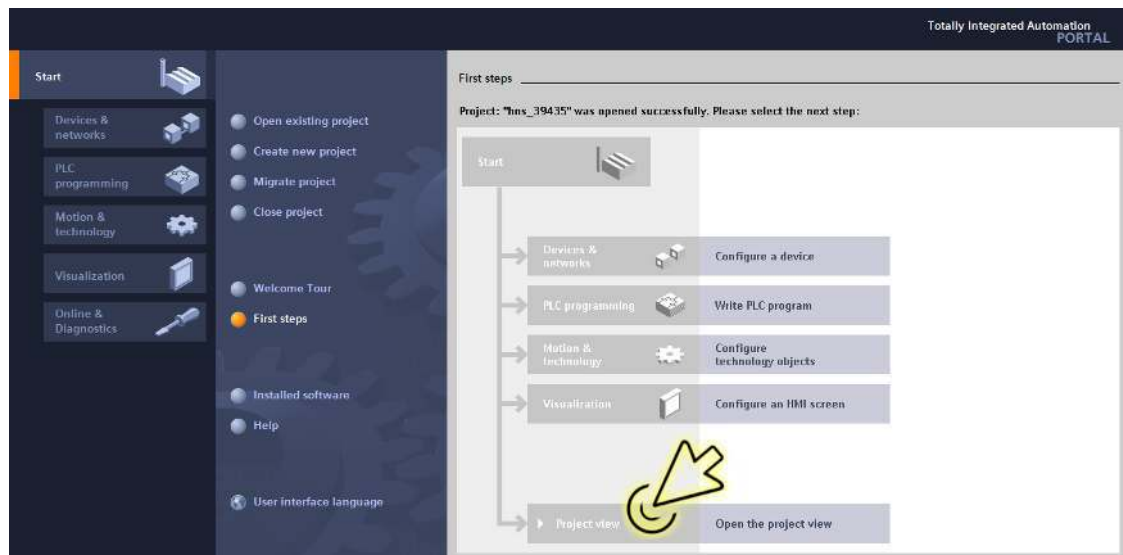 Totally Integrated Automation
PORTAL
Start
Devices &
networks
PLC
programming
Motion &
technology
Visualization
Online &
Diagnostics
Open existing project
Create new project
Migrate project
Close project
Welcome Tour
First steps
Installed software
Help
User interface language
First steps
Project: "hns_39435" was opened successfully. Please select the next step:
Start
Devices &
networks
Configure a device
PLC programming
Write PLC program
Motion &
technology
Configure
technology objects
Visualization
Configure an HMI screen
Project view
Open the project view